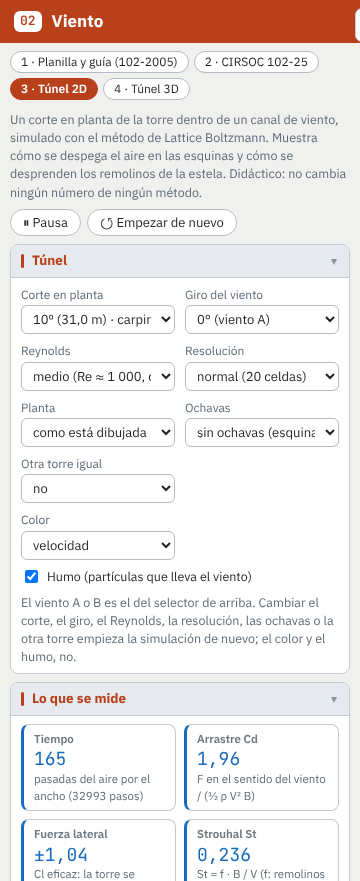 02 Viento
1 · Planilla y guía (102-2005) 2 · CIRSOC 102-25
3 · Túnel 2D 4 · Túnel 3D
Un corte en planta de la torre dentro de un canal de viento,
simulado con el método de Lattice Boltzmann. Muestra
cómo se despega el aire en las esquinas y cómo se
desprenden los remolinos de la estela. Didáctico: no cambia
ningún número de ningún método.
Pausa Empezar de nuevo
Túnel
Corte en planta Giro del viento
10º (31,0 m) · carpir 0° (viento A)
Reynolds Resolución
medio (Re ≈ 1 000, normal (20 celdas)
Planta Ochavas
como está dibujada sin ochavas (esquina
Otra torre igual
no
Color
velocidad
Humo (partículas que lleva el viento)
El viento A o B es el del selector de arriba. Cambiar el
corte, el giro, el Reynolds, la resolución, las ochavas o la
otra torre empieza la simulación de nuevo; el color y el
humo, no.
Lo que se mide
Tiempo Arrastre Cd
165 1,96
pasadas del aire por el F en el sentido del viento
ancho (32993 pasos) / (½ ρ V² B)
Fuerza lateral Strouhal St
±1,04 0,236
Cl eficaz: la torre se St = f · B / V (f: remolinos